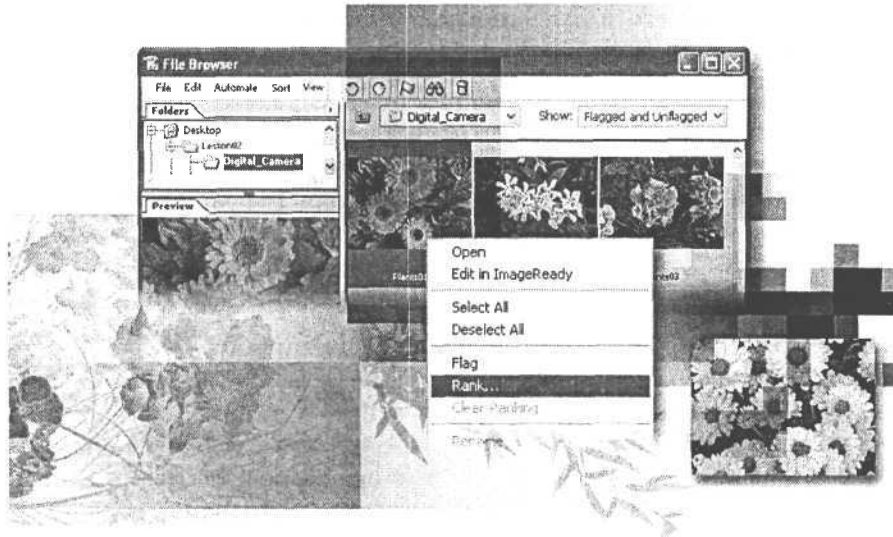 File Browser
File Edit Automate Sort View
Folders
Digital_Camera
Show: Flagged and Unflagged
Desktop
Lesson02
Digital_Camera
Preview
Open
Edit in ImageReady
Select All
Deselect All
Flag
Rank...
Clear Ranking